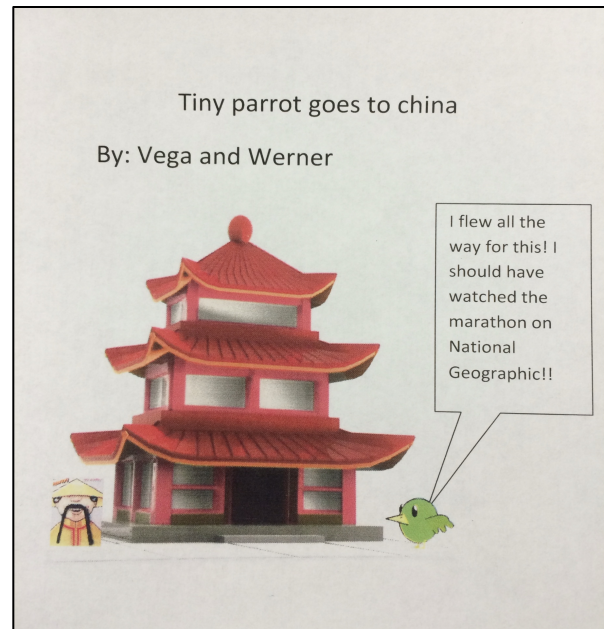 Tiny parrot goes to china
By: Vega and Werner
I flew all the
way for this! I
should have
watched the
marathon on
National
Geographic!!